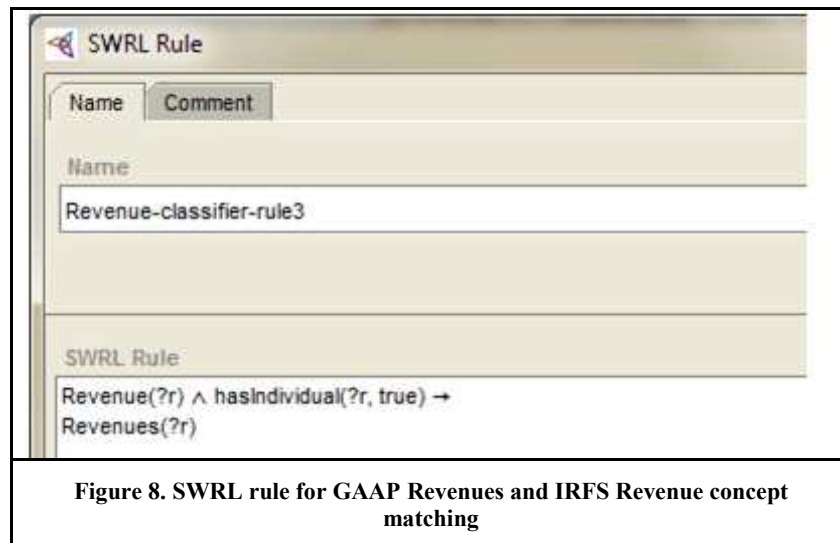 SWRL Rule
Name Comment
Name
Revenue-classifier-rule3
SWRL Rule
Revenue(?r) ∧ hasIndividual(?r, true) →
Revenues(?r)
Figure 8. SWRL rule for GAAP Revenues and IRFS Revenue concept
matching